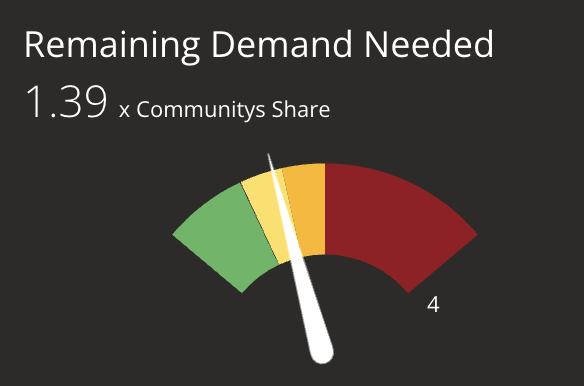 Remaining Demand Needed
1.39 x Communitys Share
4